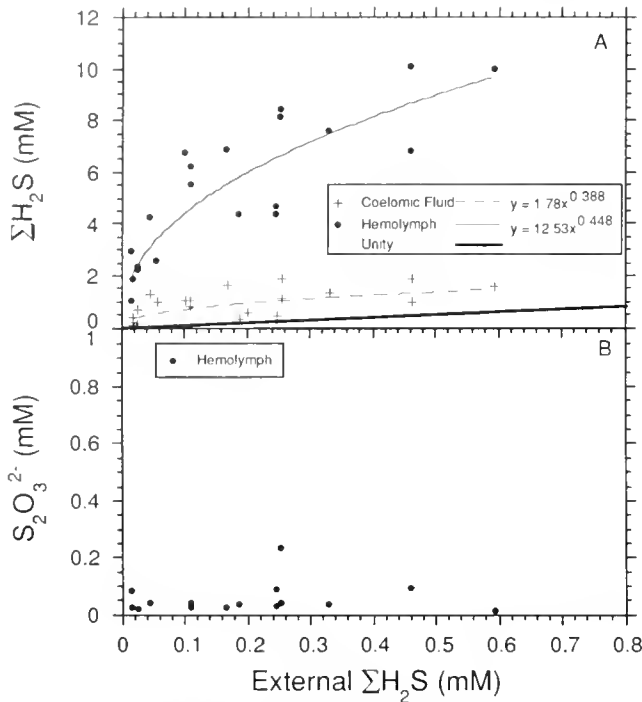 12
10
8
6
4
2
0
ΣH₂S (mM)
A
+ Coelomic Fluid y = 1 78x^0 388
• Hemolymph y = 12 53x^0 448
Unity
1
0.8
0.6
0.4
0.2
0
S₂O₃²⁻ (mM)
B
• Hemolymph
0 0.1 0.2 0.3 0.4 0.5 0.6 0.7 0.8
External ΣH₂S (mM)